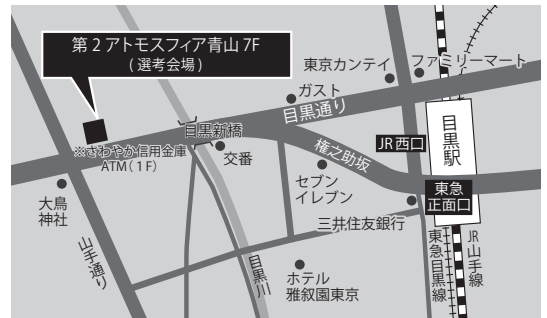 第2アトモスフィア青山7F
(選考会場)
東京カンテイ
ファミリーマート
ガスト
目黒通り
目黒駅
目黒新橋
JR西口
※さわやか信用金庫
ATM(1F)
交番
権之助坂
セブン
イレブン
東急
正面口
大鳥
神社
三井住友銀行
山手通り
目黒川
ホテル
雅叙園東京
東急目黒線
JR山手線